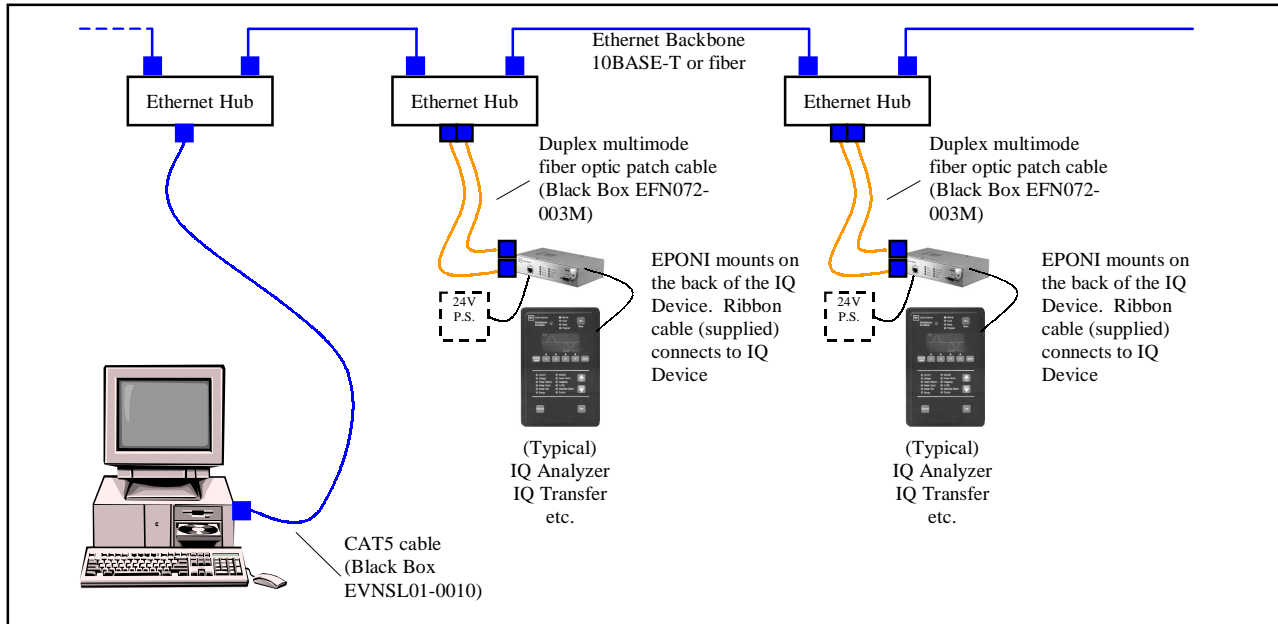 Ethernet Backbone
10BASE-T or fiber
Ethernet Hub
Ethernet Hub
Ethernet Hub
Duplex multimode
fiber optic patch cable
(Black Box EFN072-
003M)
Duplex multimode
fiber optic patch cable
(Black Box EFN072-
003M)
24V
P.S.
EPONI mounts on
the back of the IQ
Device. Ribbon
cable (supplied)
connects to IQ
Device
24V
P.S.
EPONI mounts on
the back of the IQ
Device. Ribbon
cable (supplied)
connects to IQ
Device
(Typical)
IQ Analyzer
IQ Transfer
etc.
(Typical)
IQ Analyzer
IQ Transfer
etc.
CAT5 cable
(Black Box
EVNSL01-0010)